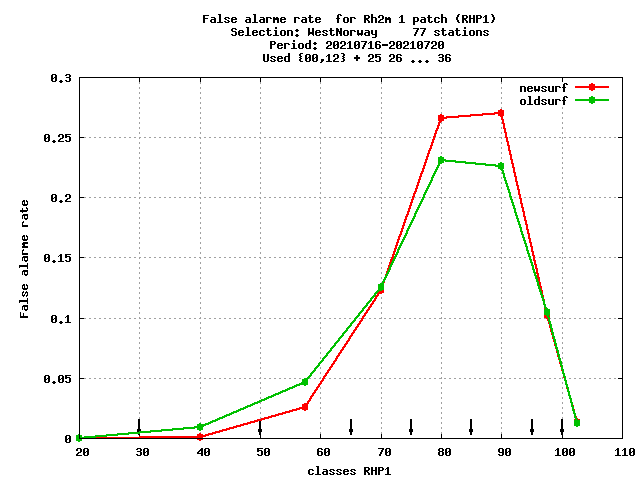 False alarme rate  for Rh2m 1 patch (RHP1)
Selection: WestNorway     77 stations
Period: 20210716-20210720
Used {00,12} + 25 26 ... 36
newsurf
oldsurf
0.3
0.25
0.2
0.15
0.1
0.05
0
False alarme rate
20 30 40 50 60 70 80 90 100 110
classes RHP1